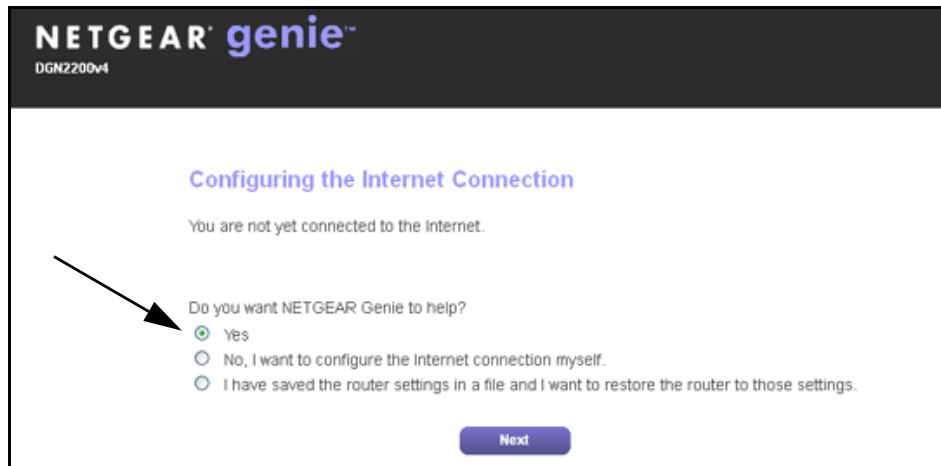 NETGEAR® genie™
DGN2200v4
Configuring the Internet Connection
You are not yet connected to the Internet.
Do you want NETGEAR Genie to help?
Yes
No, I want to configure the Internet connection myself.
I have saved the router settings in a file and I want to restore the router to those settings.
Next